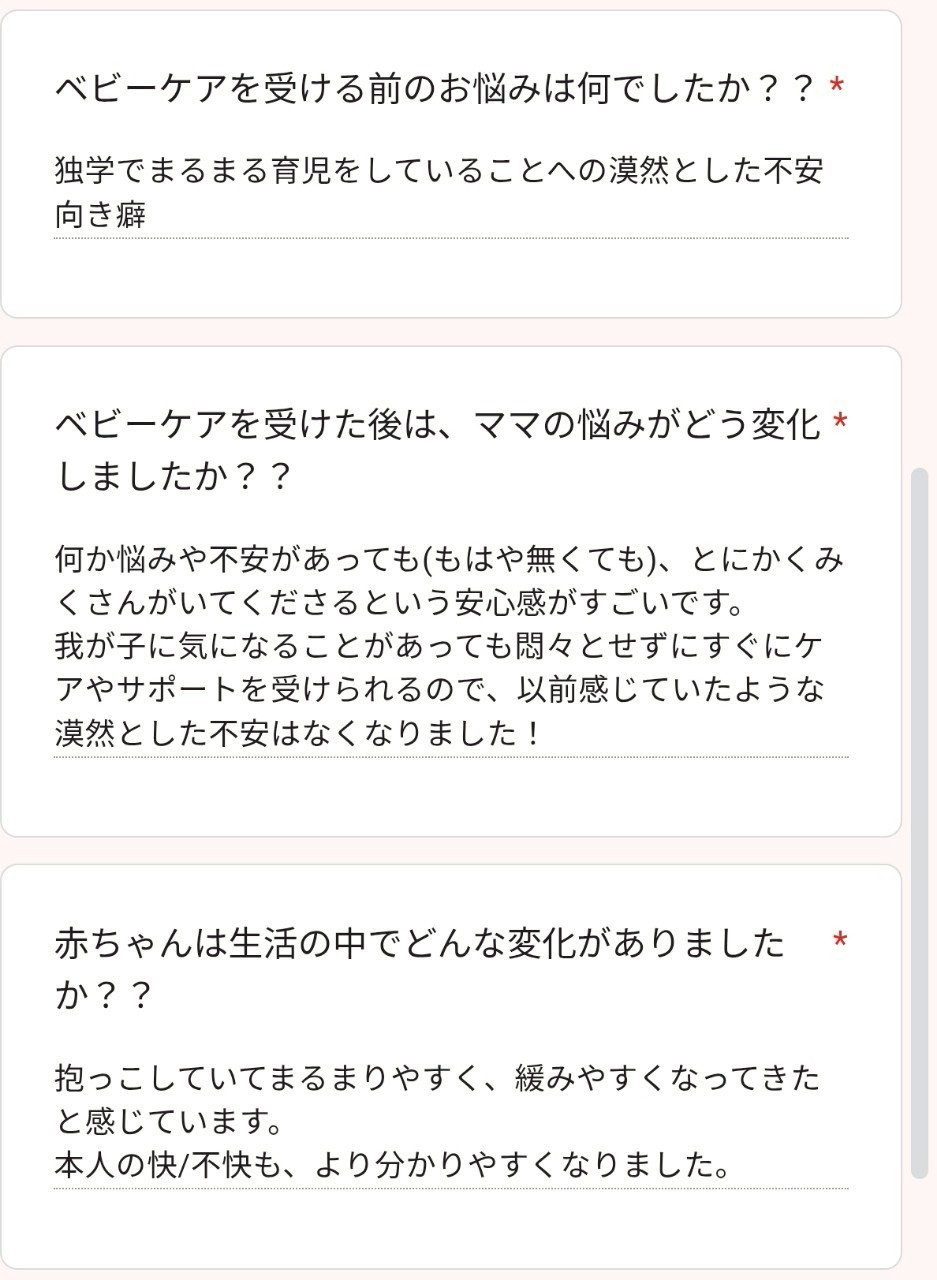 ベビーケアを受ける前のお悩みは何でしたか？？ *
独学でまるまる育児をしていることへの漠然とした不安
向き癖
ベビーケアを受けた後は、ママの悩みがどう変化 *
しましたか？？
何か悩みや不安があっても(もはや無くても)、とにかくみ
くさんがいてくださるという安心感がすごいです。
我が子に気になることがあっても悶々とせずにすぐにケ
アやサポートを受けられるので、以前感じていたような
漠然とした不安はなくなりました！
赤ちゃんは生活の中でどんな変化がありました *
か？？
抱っこしていてまるまりやすく、緩みやすくなってきた
と感じています。
本人の快/不快も、より分かりやすくなりました。